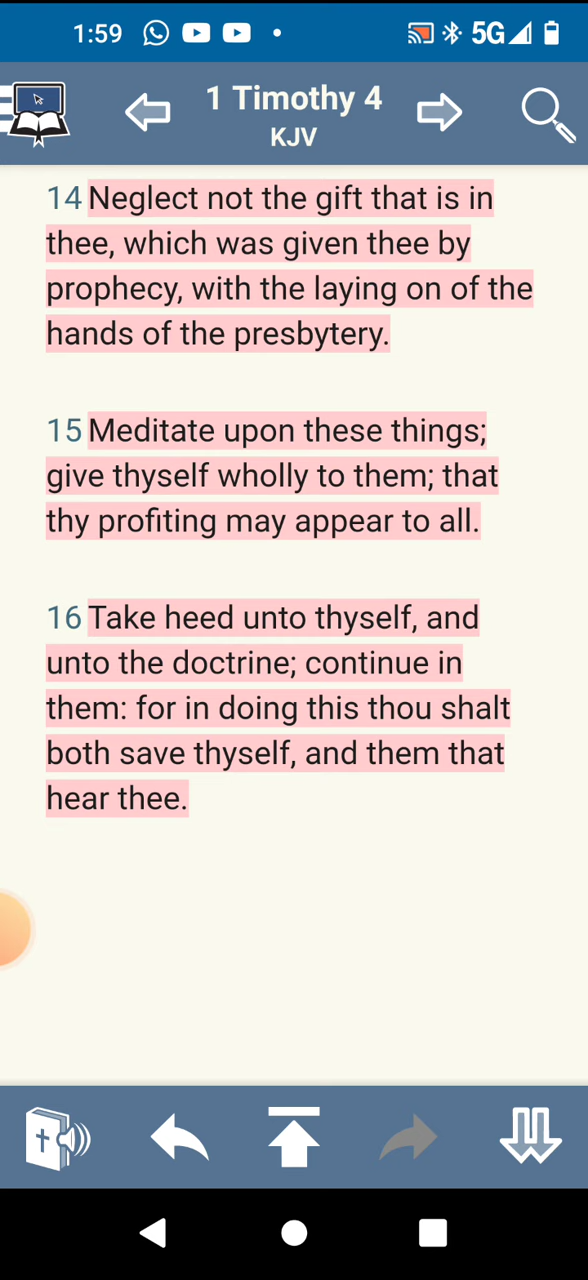 1:59 5G
1 Timothy 4
KJV
14 Neglect not the gift that is in
thee, which was given thee by
prophecy, with the laying on of the
hands of the presbytery.
15 Meditate upon these things;
give thyself wholly to them; that
thy profiting may appear to all.
16 Take heed unto thyself, and
unto the doctrine; continue in
them: for in doing this thou shalt
both save thyself, and them that
hear thee.